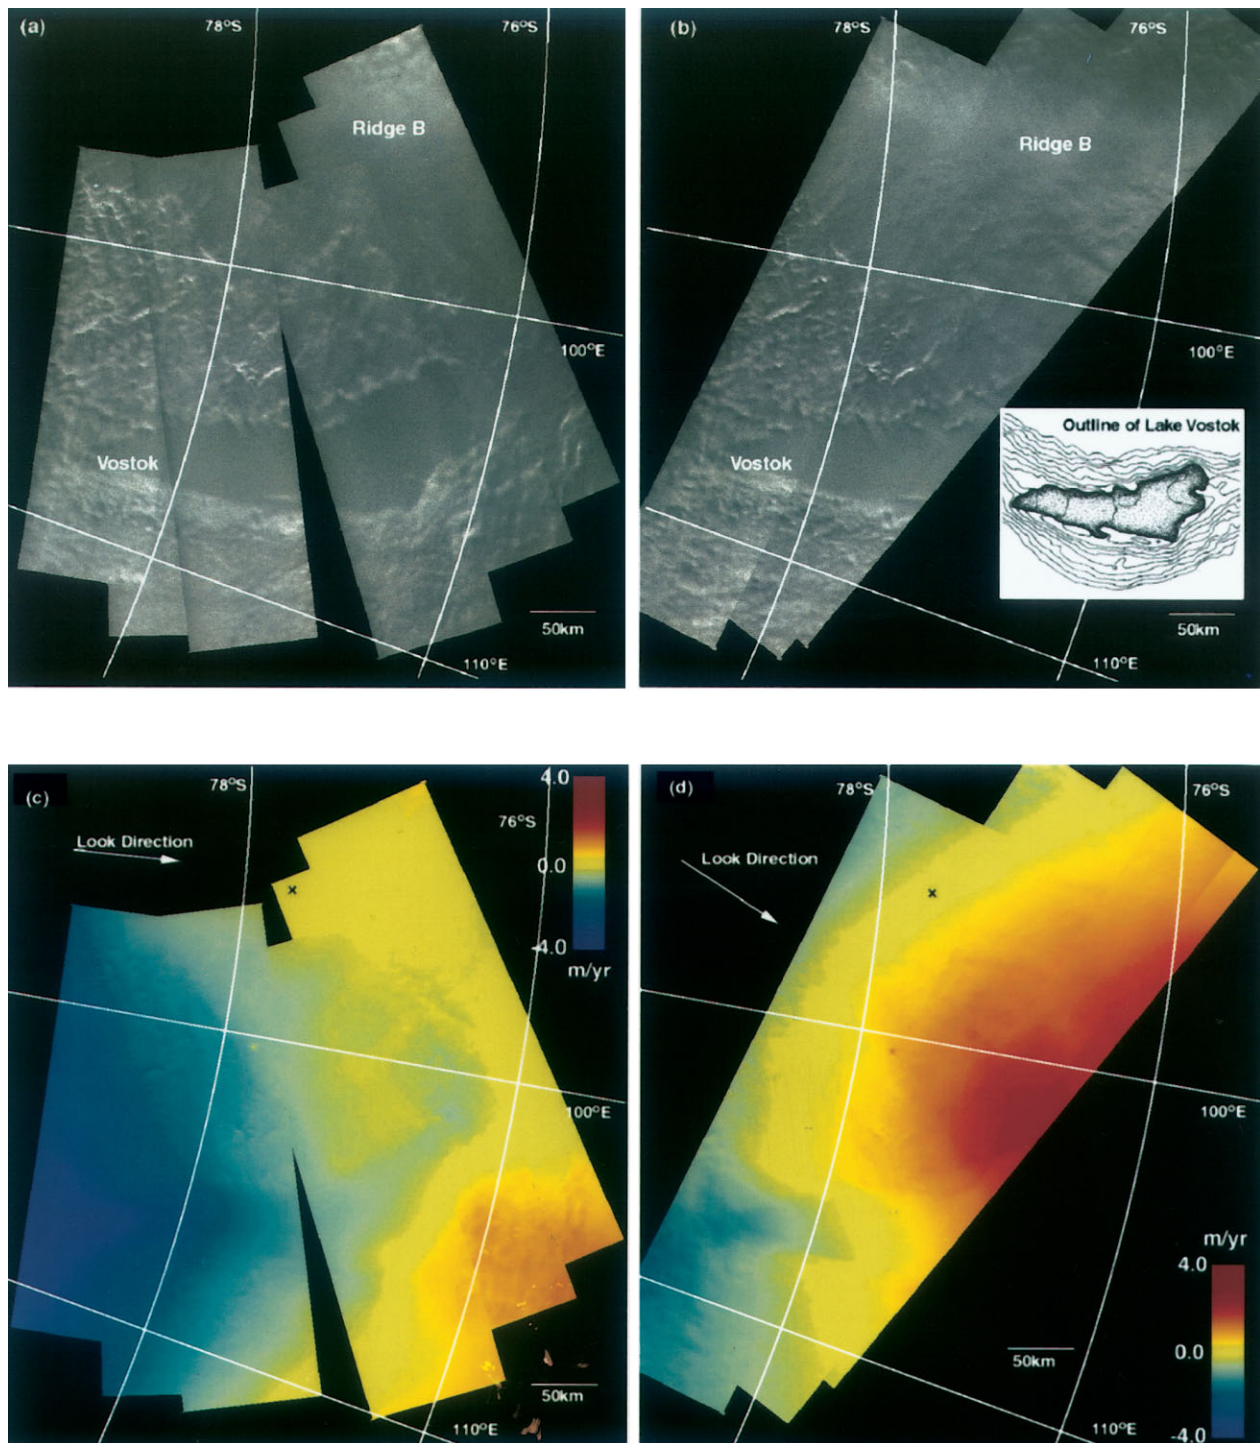 (a)
78°S
76°S
Ridge B
100°E
Vostok
50km
110°E
(b)
78°S
76°S
Ridge B
100°E
Outline of Lake Vostok
Vostok
50km
110°E
(c)
78°S
4.0
76°S
Look Direction
0.0
-4.0
m/yr
100°E
50km
110°E
(d)
78°S
76°S
Look Direction
100°E
m/yr
4.0
50km
0.0
110°E
-4.0